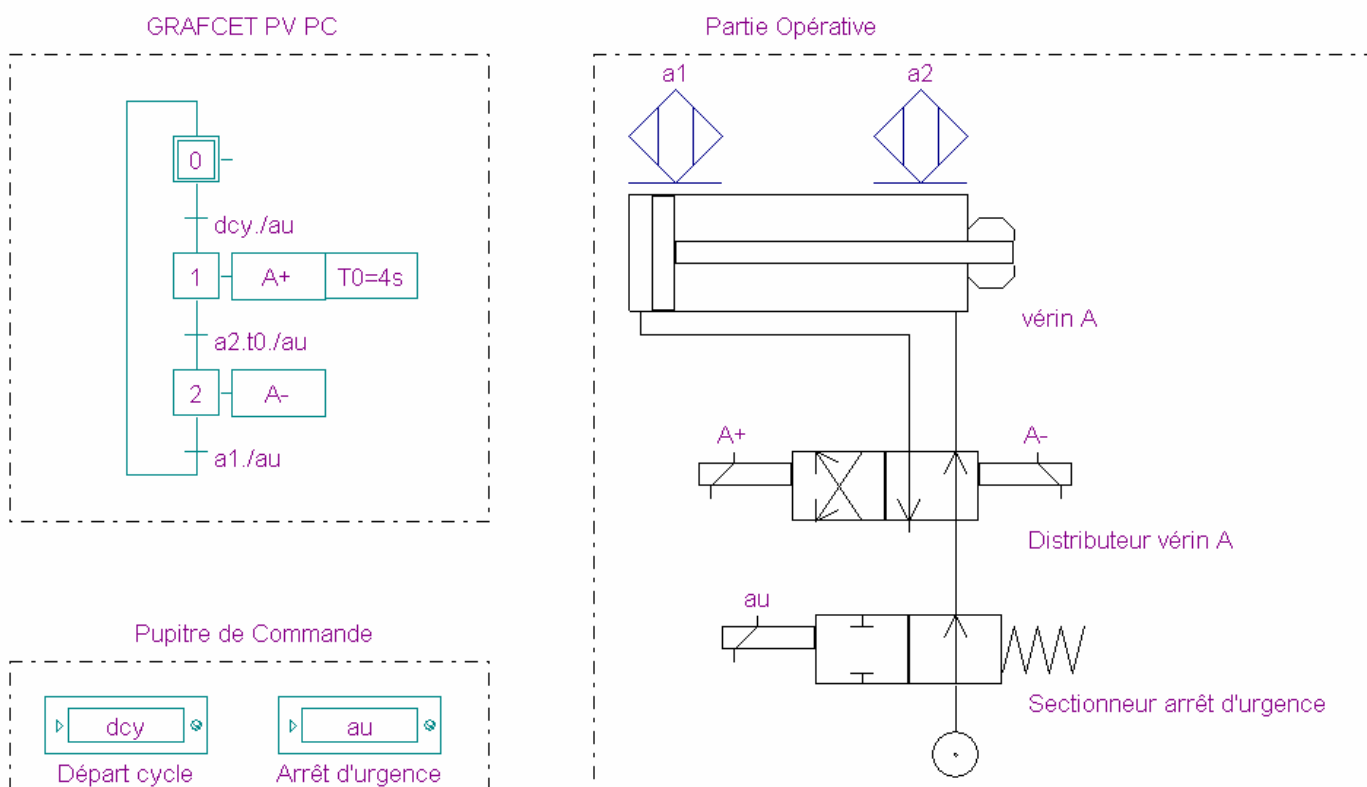 GRAFCET PV PC
0
dcy./au
1
A+
T0=4s
a2.t0./au
2
A-
a1./au
Pupitre de Commande
dcy
au
Départ cycle
Arrêt d'urgence
Partie Opérative
a1
a2
vérin A
A+
A-
Distributeur vérin A
au
Sectionneur arrêt d'urgence